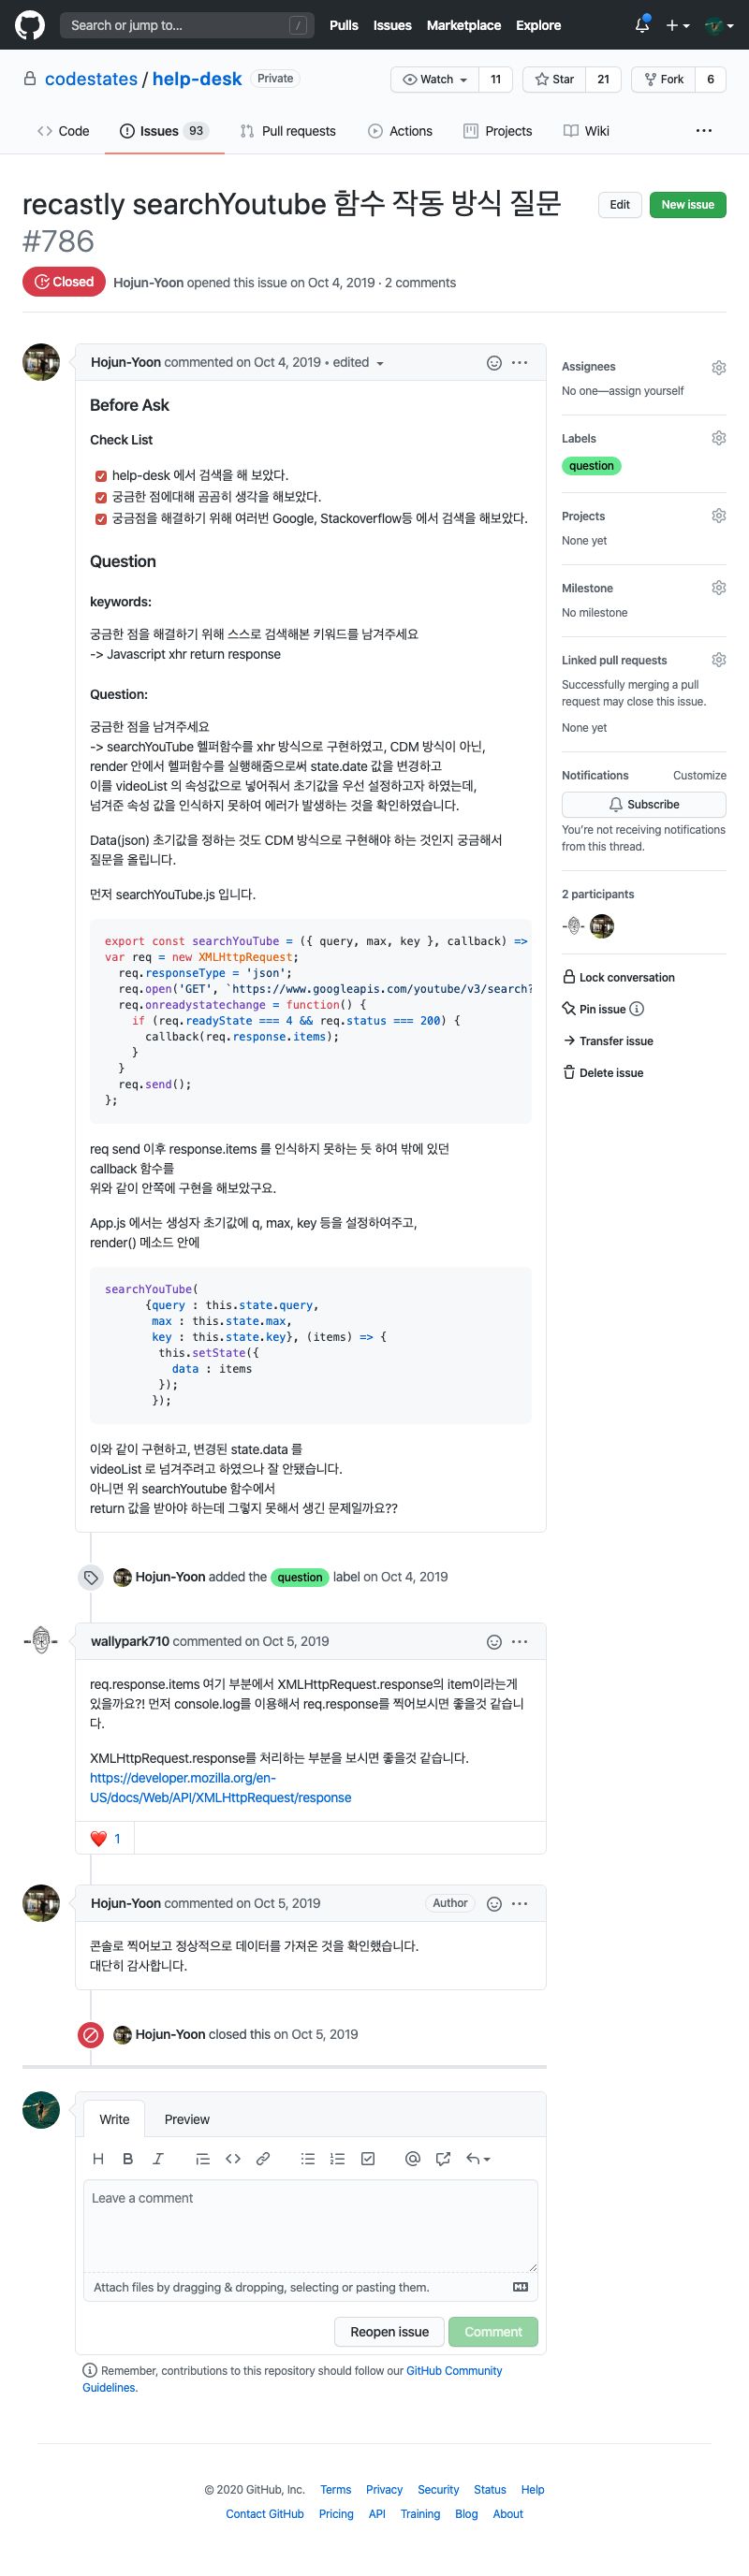 Search or jump to... /
Pulls Issues Marketplace Explore
codestates / help-desk Private
Watch 11 Star 21 Fork 6
Code Issues 93 Pull requests Actions Projects Wiki
recastly searchYoutube 함수 작동 방식 질문
#786
Edit New issue
Closed Hojun-Yoon opened this issue on Oct 4, 2019 · 2 comments
Hojun-Yoon commented on Oct 4, 2019 • edited
Before Ask
Check List
help-desk 에서 검색을 해 보았다.
궁금한 점에대해 곰곰히 생각을 해보았다.
궁금점을 해결하기 위해 여러번 Google, Stackoverflow등 에서 검색을 해보았다.
Question
keywords:
궁금한 점을 해결하기 위해 스스로 검색해본 키워드를 남겨주세요
-> Javascript xhr return response
Question:
궁금한 점을 남겨주세요
-> searchYouTube 헬퍼함수를 xhr 방식으로 구현하였고, CDM 방식이 아닌,
render 안에서 헬퍼함수를 실행해줌으로써 state.date 값을 변경하고
이를 videoList 의 속성값으로 넣어줘서 초기값을 우선 설정하고자 하였는데,
넘겨준 속성 값을 인식하지 못하여 에러가 발생하는 것을 확인하였습니다.
Data(json) 초기값을 정하는 것도 CDM 방식으로 구현해야 하는 것인지 궁금해서
질문을 올립니다.
먼저 searchYouTube.js 입니다.
export const searchYouTube = ({ query, max, key }, callback) =>
var req = new XMLHttpRequest;
req.responseType = 'json';
req.open('GET', `https://www.googleapis.com/youtube/v3/search?
req.onreadystatechange = function() {
if (req.readyState === 4 && req.status === 200) {
callback(req.response.items);
}
}
req.send();
};
req send 이후 response.items 를 인식하지 못하는 듯 하여 밖에 있던
callback 함수를
위와 같이 안쪽에 구현을 해보았구요.
App.js 에서는 생성자 초기값에 q, max, key 등을 설정하여주고,
render() 메소드 안에
searchYouTube(
{query : this.state.query,
max : this.state.max,
key : this.state.key}, (items) => {
this.setState({
data : items
});
});
이와 같이 구현하고, 변경된 state.data 를
videoList 로 넘겨주려고 하였으나 잘 안됐습니다.
아니면 위 searchYoutube 함수에서
return 값을 받아야 하는데 그렇지 못해서 생긴 문제일까요??
Assignees
No one—assign yourself
Labels
question
Projects
None yet
Milestone
No milestone
Linked pull requests
Successfully merging a pull
request may close this issue.
None yet
Notifications Customize
Subscribe
You're not receiving notifications
from this thread.
2 participants
Lock conversation
Pin issue
Transfer issue
Delete issue
Hojun-Yoon added the question label on Oct 4, 2019
wallypark710 commented on Oct 5, 2019
req.response.items 여기 부분에서 XMLHttpRequest.response의 item이라는게
있을까요?! 먼저 console.log를 이용해서 req.response를 찍어보시면 좋을것 같습니
다.
XMLHttpRequest.response를 처리하는 부분을 보시면 좋을것 같습니다.
https://developer.mozilla.org/en-
US/docs/Web/API/XMLHttpRequest/response
1
Hojun-Yoon commented on Oct 5, 2019 Author
콘솔로 찍어보고 정상적으로 데이터를 가져온 것을 확인했습니다.
대단히 감사합니다.
Hojun-Yoon closed this on Oct 5, 2019
Write Preview
H B I
Leave a comment
Attach files by dragging & dropping, selecting or pasting them.
Reopen issue Comment
Remember, contributions to this repository should follow our GitHub Community
Guidelines.
© 2020 GitHub, Inc. Terms Privacy Security Status Help
Contact GitHub Pricing API Training Blog About